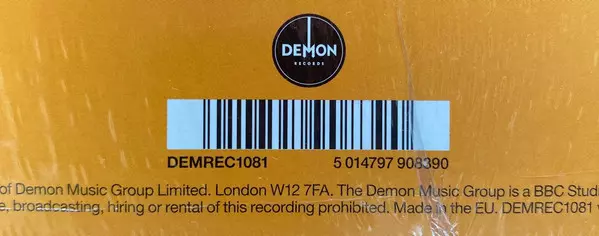 DEMON
RECORDS
DEMREC1081 5 014797 908390
of Demon Music Group Limited. London W12 7FA. The Demon Music Group is a BBC Stud
e, broadcasting, hiring or rental of this recording prohibited. Made in the EU. DEMREC1081